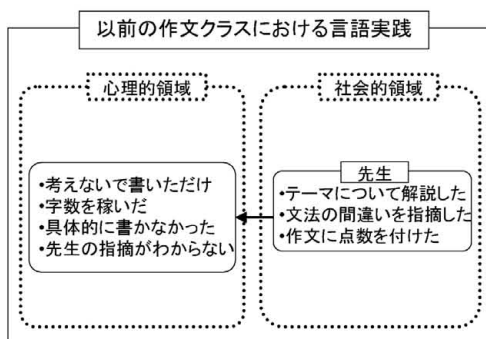 以前の作文クラスにおける言語実践
心理的領域
・考えないで書いただけ
・字数を稼いだ
・具体的に書かなかった
・先生の指摘がわからない
社会的領域
先生
・テーマについて解説した
・文法の間違いを指摘した
・作文に点数を付けた